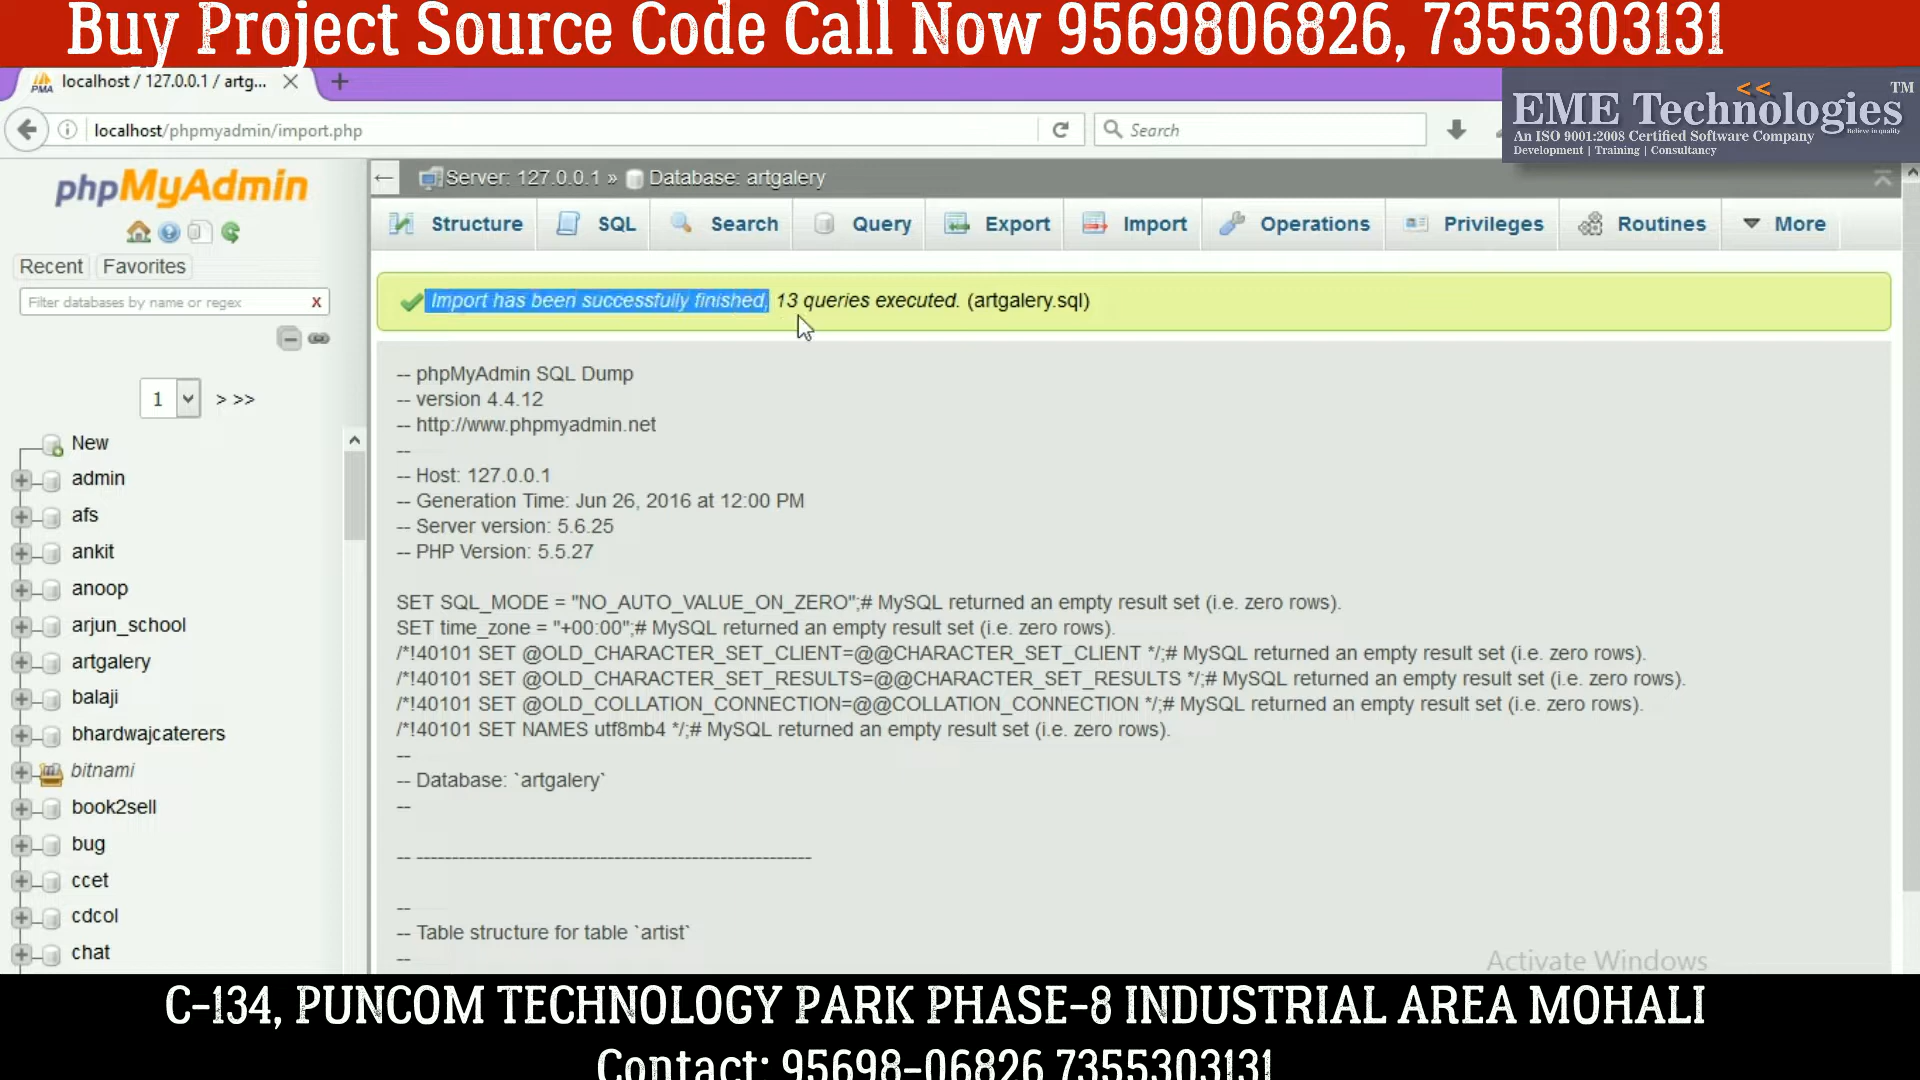 Buy Project Source Code Call Now 9569806826, 7355303131
localhost / 127.0.0.1 / artg...
localhost/phpmyadmin/import.php
Search
<<
EME Technologies TM
Believe in quality
An ISO 9001:2008 Certified Software Company
Development | Training | Consultancy
phpMyAdmin
Recent Favorites
Filter databases by name or regex X
1 > >>
New
admin
afs
ankit
anoop
arjun_school
artgalery
balaji
bhardwajcaterers
bitnami
book2sell
bug
ccet
cdcol
chat
Server: 127.0.0.1 » Database: artgalery
Structure SQL Search Query Export Import Operations Privileges Routines More
Import has been successfully finished, 13 queries executed. (artgalery.sql)
-- phpMyAdmin SQL Dump
-- version 4.4.12
-- http://www.phpmyadmin.net
--
-- Host: 127.0.0.1
-- Generation Time: Jun 26, 2016 at 12:00 PM
-- Server version: 5.6.25
-- PHP Version: 5.5.27
SET SQL_MODE = "NO_AUTO_VALUE_ON_ZERO";# MySQL returned an empty result set (i.e. zero rows).
SET time_zone = "+00:00";# MySQL returned an empty result set (i.e. zero rows).
/*!40101 SET @OLD_CHARACTER_SET_CLIENT=@@CHARACTER_SET_CLIENT */;# MySQL returned an empty result set (i.e. zero rows).
/*!40101 SET @OLD_CHARACTER_SET_RESULTS=@@CHARACTER_SET_RESULTS */;# MySQL returned an empty result set (i.e. zero rows).
/*!40101 SET @OLD_COLLATION_CONNECTION=@@COLLATION_CONNECTION */;# MySQL returned an empty result set (i.e. zero rows).
/*!40101 SET NAMES utf8mb4 */;# MySQL returned an empty result set (i.e. zero rows).
--
-- Database: `artgalery`
--
-- --------------------------------------------------------
--
-- Table structure for table `artist`
--
Activate Windows
C-134, PUNCOM TECHNOLOGY PARK PHASE-8 INDUSTRIAL AREA MOHALI
Contact: 95698-06826 7355303131